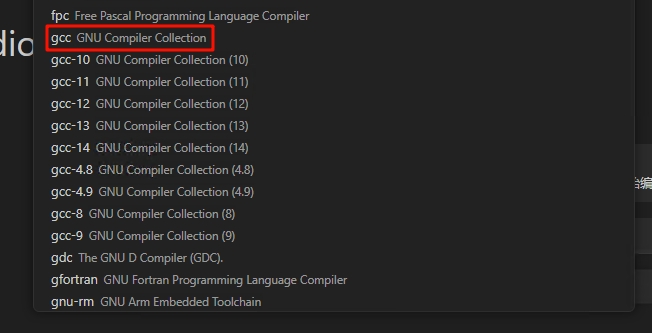 fpc Free Pascal Programming Language Compiler
gcc GNU Compiler Collection
gcc-10 GNU Compiler Collection (10)
gcc-11 GNU Compiler Collection (11)
gcc-12 GNU Compiler Collection (12)
gcc-13 GNU Compiler Collection (13)
gcc-14 GNU Compiler Collection (14)
gcc-4.8 GNU Compiler Collection (4.8)
gcc-4.9 GNU Compiler Collection (4.9)
gcc-8 GNU Compiler Collection (8)
gcc-9 GNU Compiler Collection (9)
gdc The GNU D Compiler (GDC).
gfortran GNU Fortran Programming Language Compiler
gnu-rm GNU Arm Embedded Toolchain
dio